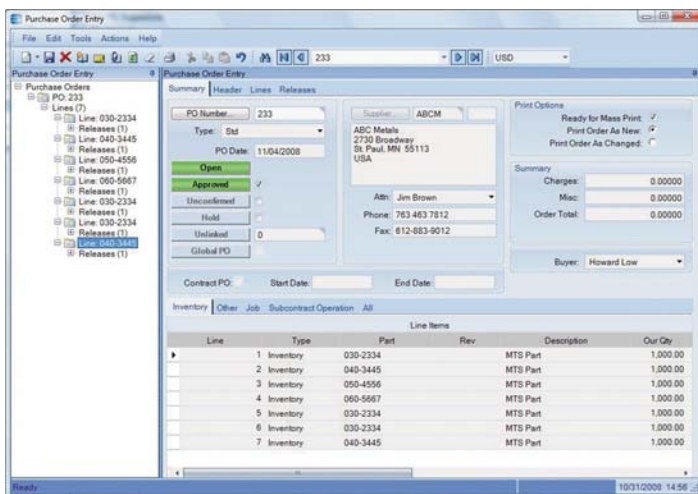 Purchase Order Entry
File Edit Tools Actions Help
233 USD
Purchase Order Entry
Purchase Orders
PO:233
Lines (7)
Line: 030-2334
Releases (1)
Line: 040-3445
Releases (1)
Line: 050-4556
Releases (1)
Line: 060-5667
Releases (1)
Line: 030-2334
Releases (1)
Line: 030-2334
Releases (1)
Line: 040-3445
Releases (1)
Purchase Order Entry
Summary Header Lines Releases
PO Number... 233
Type: Std
PO Date: 11/04/2008
Open
Approved
Unconfirmed
Hold
Unlinked 0
Global PO
Supplier... ABCM
ABC Metals
2730 Broadway
St. Paul, MN 55113
USA
Attn: Jim Brown
Phone: 763 463 7812
Fax: 612-883-9012
Print Options
Ready for Mass Print:
Print Order As New:
Print Order As Changed:
Summary
Charges: 0.00000
Misc: 0.00000
Order Total: 0.00000
Buyer: Howard Low
Contract PO: Start Date: End Date:
Inventory Other Job Subcontract Operation All
Line Items
Line Type Part Rev Description Our Qty
1 Inventory 030-2334 MTS Part 1,000.00
2 Inventory 040-3445 MTS Part 1,000.00
3 Inventory 050-4556 MTS Part 1,000.00
4 Inventory 060-5667 MTS Part 1,000.00
5 Inventory 030-2334 MTS Part 1,000.00
6 Inventory 030-2334 MTS Part 1,000.00
7 Inventory 040-3445 MTS Part 1,000.00
Ready 10/31/2008 14:56